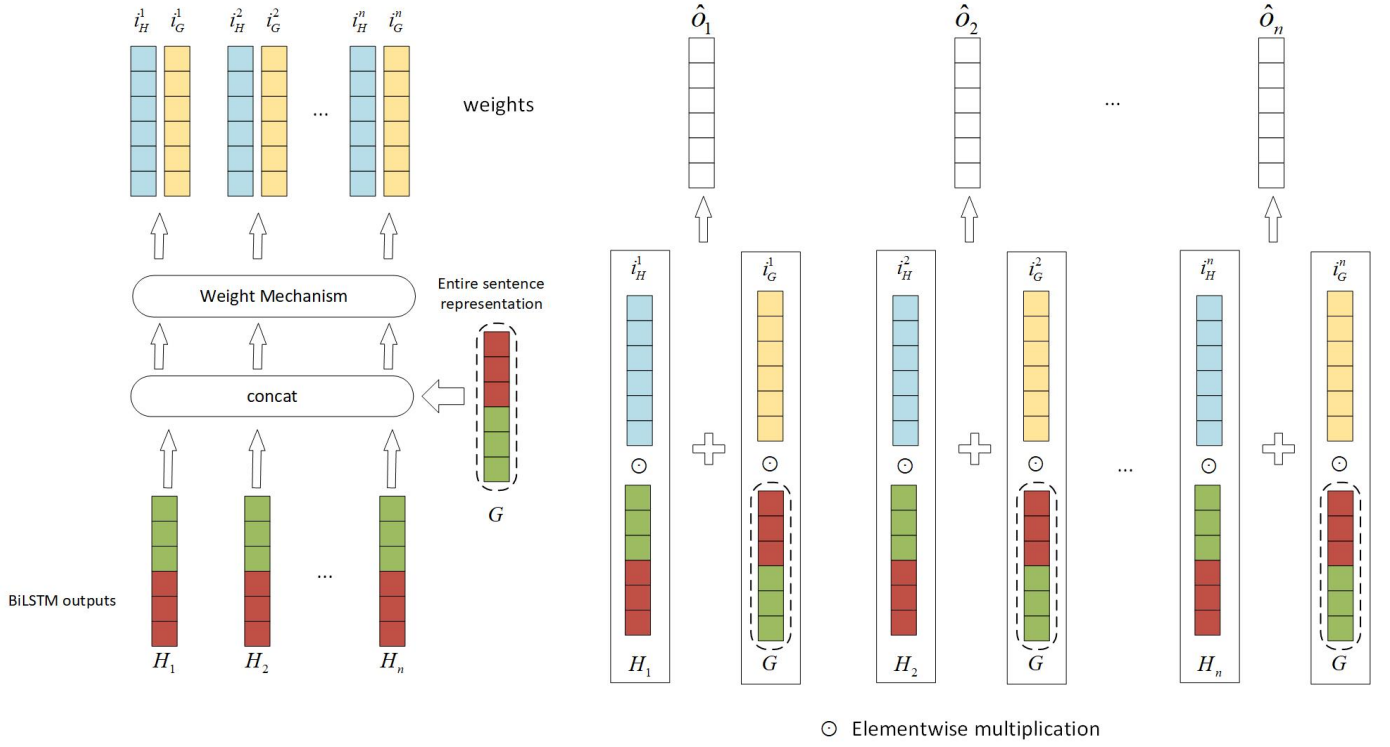 i_H^1 i_G^1 i_H^2 i_G^2 i_H^n i_G^n
... weights
Weight Mechanism
Entire sentence
representation
concat
G
...
BiLSTM outputs
H_1 H_2 H_n
ô_1 ô_2 ... ô_n
i_H^1 i_G^1 i_H^2 i_G^2 i_H^n i_G^n
+ + +
⊙ ⊙ ⊙ ⊙ ... ⊙ ⊙
H_1 G H_2 G H_n G
⊙ Elementwise multiplication